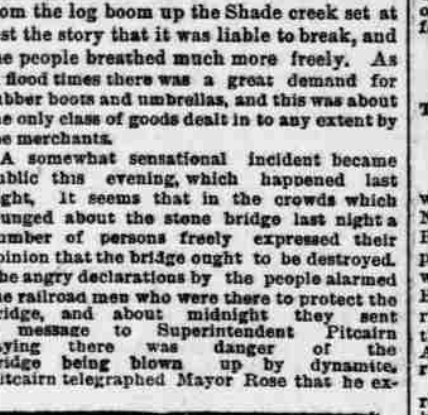 om the log boom up the Shade creek set at
st the story that it was liable to break, and
e people breathed much more freely. As
flood times there was a great demand for
ubber boots and umbrellas, and this was about
e only class of goods dealt in to any extent by
e merchants.
A somewhat sensational incident became
ublic this evening, which happened last
ght. It seems that in the crowds which
unged about the stone bridge last night a
umber of persons freely expressed their
pinion that the bridge ought to be destroyed.
he angry declarations by the people alarmed
e railroad men who were there to protect the
ridge, and about midnight they sent
message to Superintendent Pitcairn
aying there was danger of the
ridge being blown up by dynamite.
itcairn telegraphed Mayor Rose that he ex-